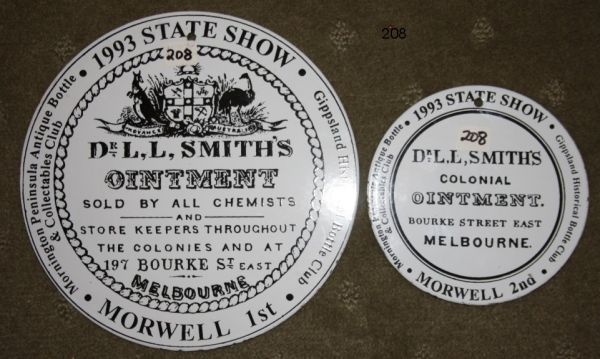 208
1993 STATE SHOW
208
Mornington Peninsula Antique Bottle
& Collectables Club
Gippsland Historical Bottle Club
ADVANCE AUSTRALIA
DR. L, L, SMITH'S
OINTMENT
SOLD BY ALL CHEMISTS
AND
STORE KEEPERS THROUGHOUT
THE COLONIES AND AT
197 BOURKE ST. EAST
MELBOURNE
MORWELL 1st
1993 STATE SHOW
208
Mornington Peninsula Antique Bottle
& Collectables Club
Gippsland Historical Bottle Club
DR. L, L, SMITH'S
COLONIAL
OINTMENT.
BOURKE STREET EAST
MELBOURNE.
MORWELL 2nd